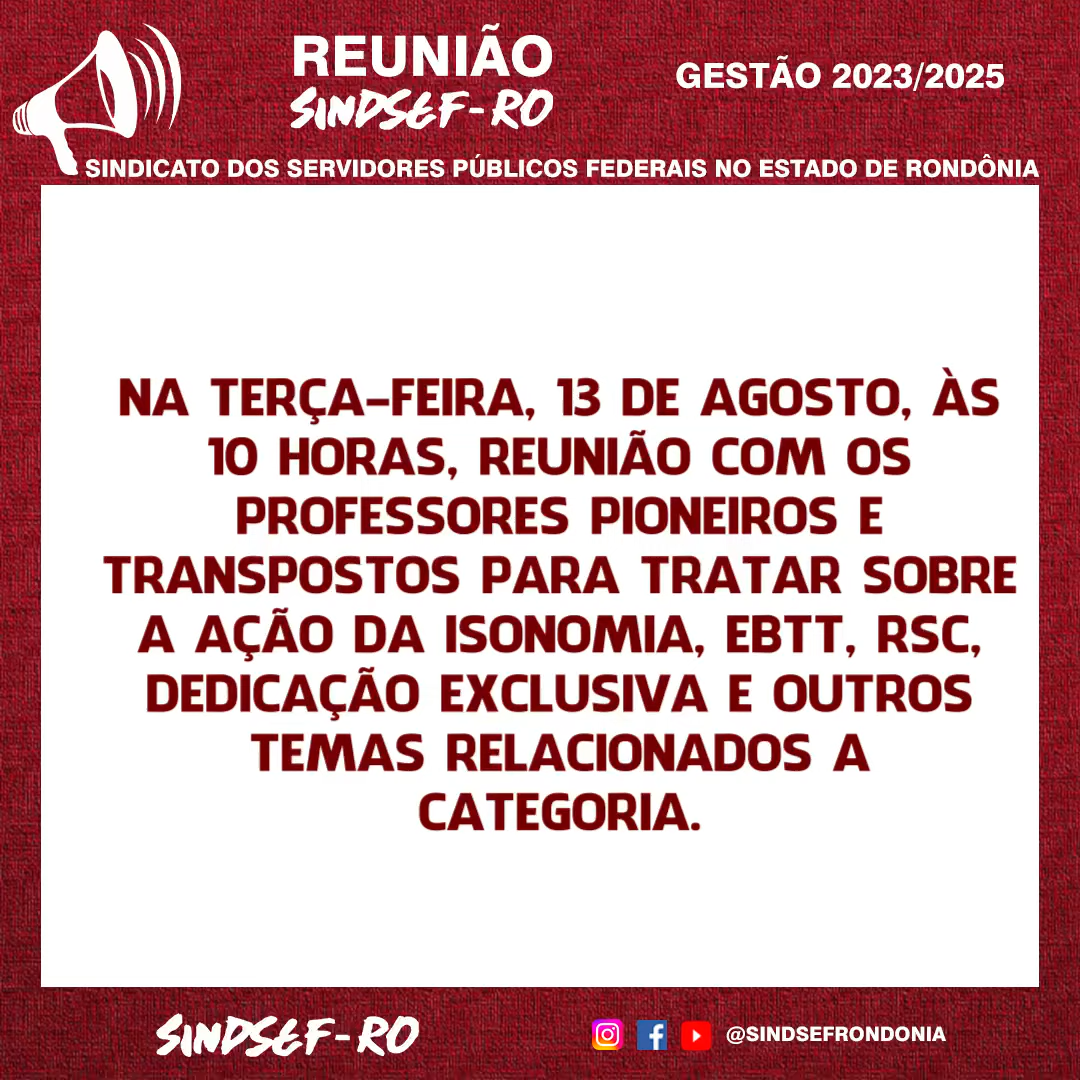 REUNIÃO
SINDSEF-RO
GESTÃO 2023/2025
SINDICATO DOS SERVIDORES PÚBLICOS FEDERAIS NO ESTADO DE RONDÔNIA
NA TERÇA-FEIRA, 13 DE AGOSTO, ÀS
10 HORAS, REUNIÃO COM OS
PROFESSORES PIONEIROS E
TRANSPOSTOS PARA TRATAR SOBRE
A AÇÃO DA ISONOMIA, EBTT, RSC,
DEDICAÇÃO EXCLUSIVA E OUTROS
TEMAS RELACIONADOS A
CATEGORIA.
SINDSEF-RO
@SINDSEFRONDONIA